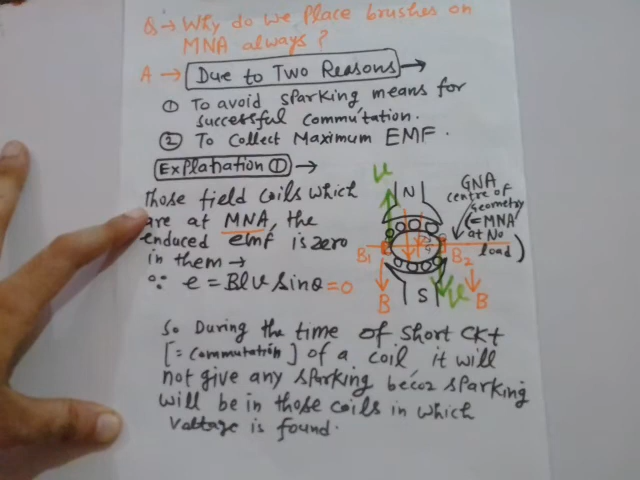 Q → Why do we place brushes on
MNA always?
A → Due to Two Reasons →
① To avoid sparking means for
successful commutation.
② To Collect Maximum EMF.
Explanation ① →
Those field coils which
are at MNA, the
enduced emf is zero
in them →
∵ e = Blv Sinθ = 0
v
N
GNA
centre of
geometry
(= MNA
at No
load)
B1
B2
B
S
v
B
So During the time of short CKt
[= Commutation] of a coil it will
not give any sparking becoz sparking
will be in those coils in which
Voltage is found.